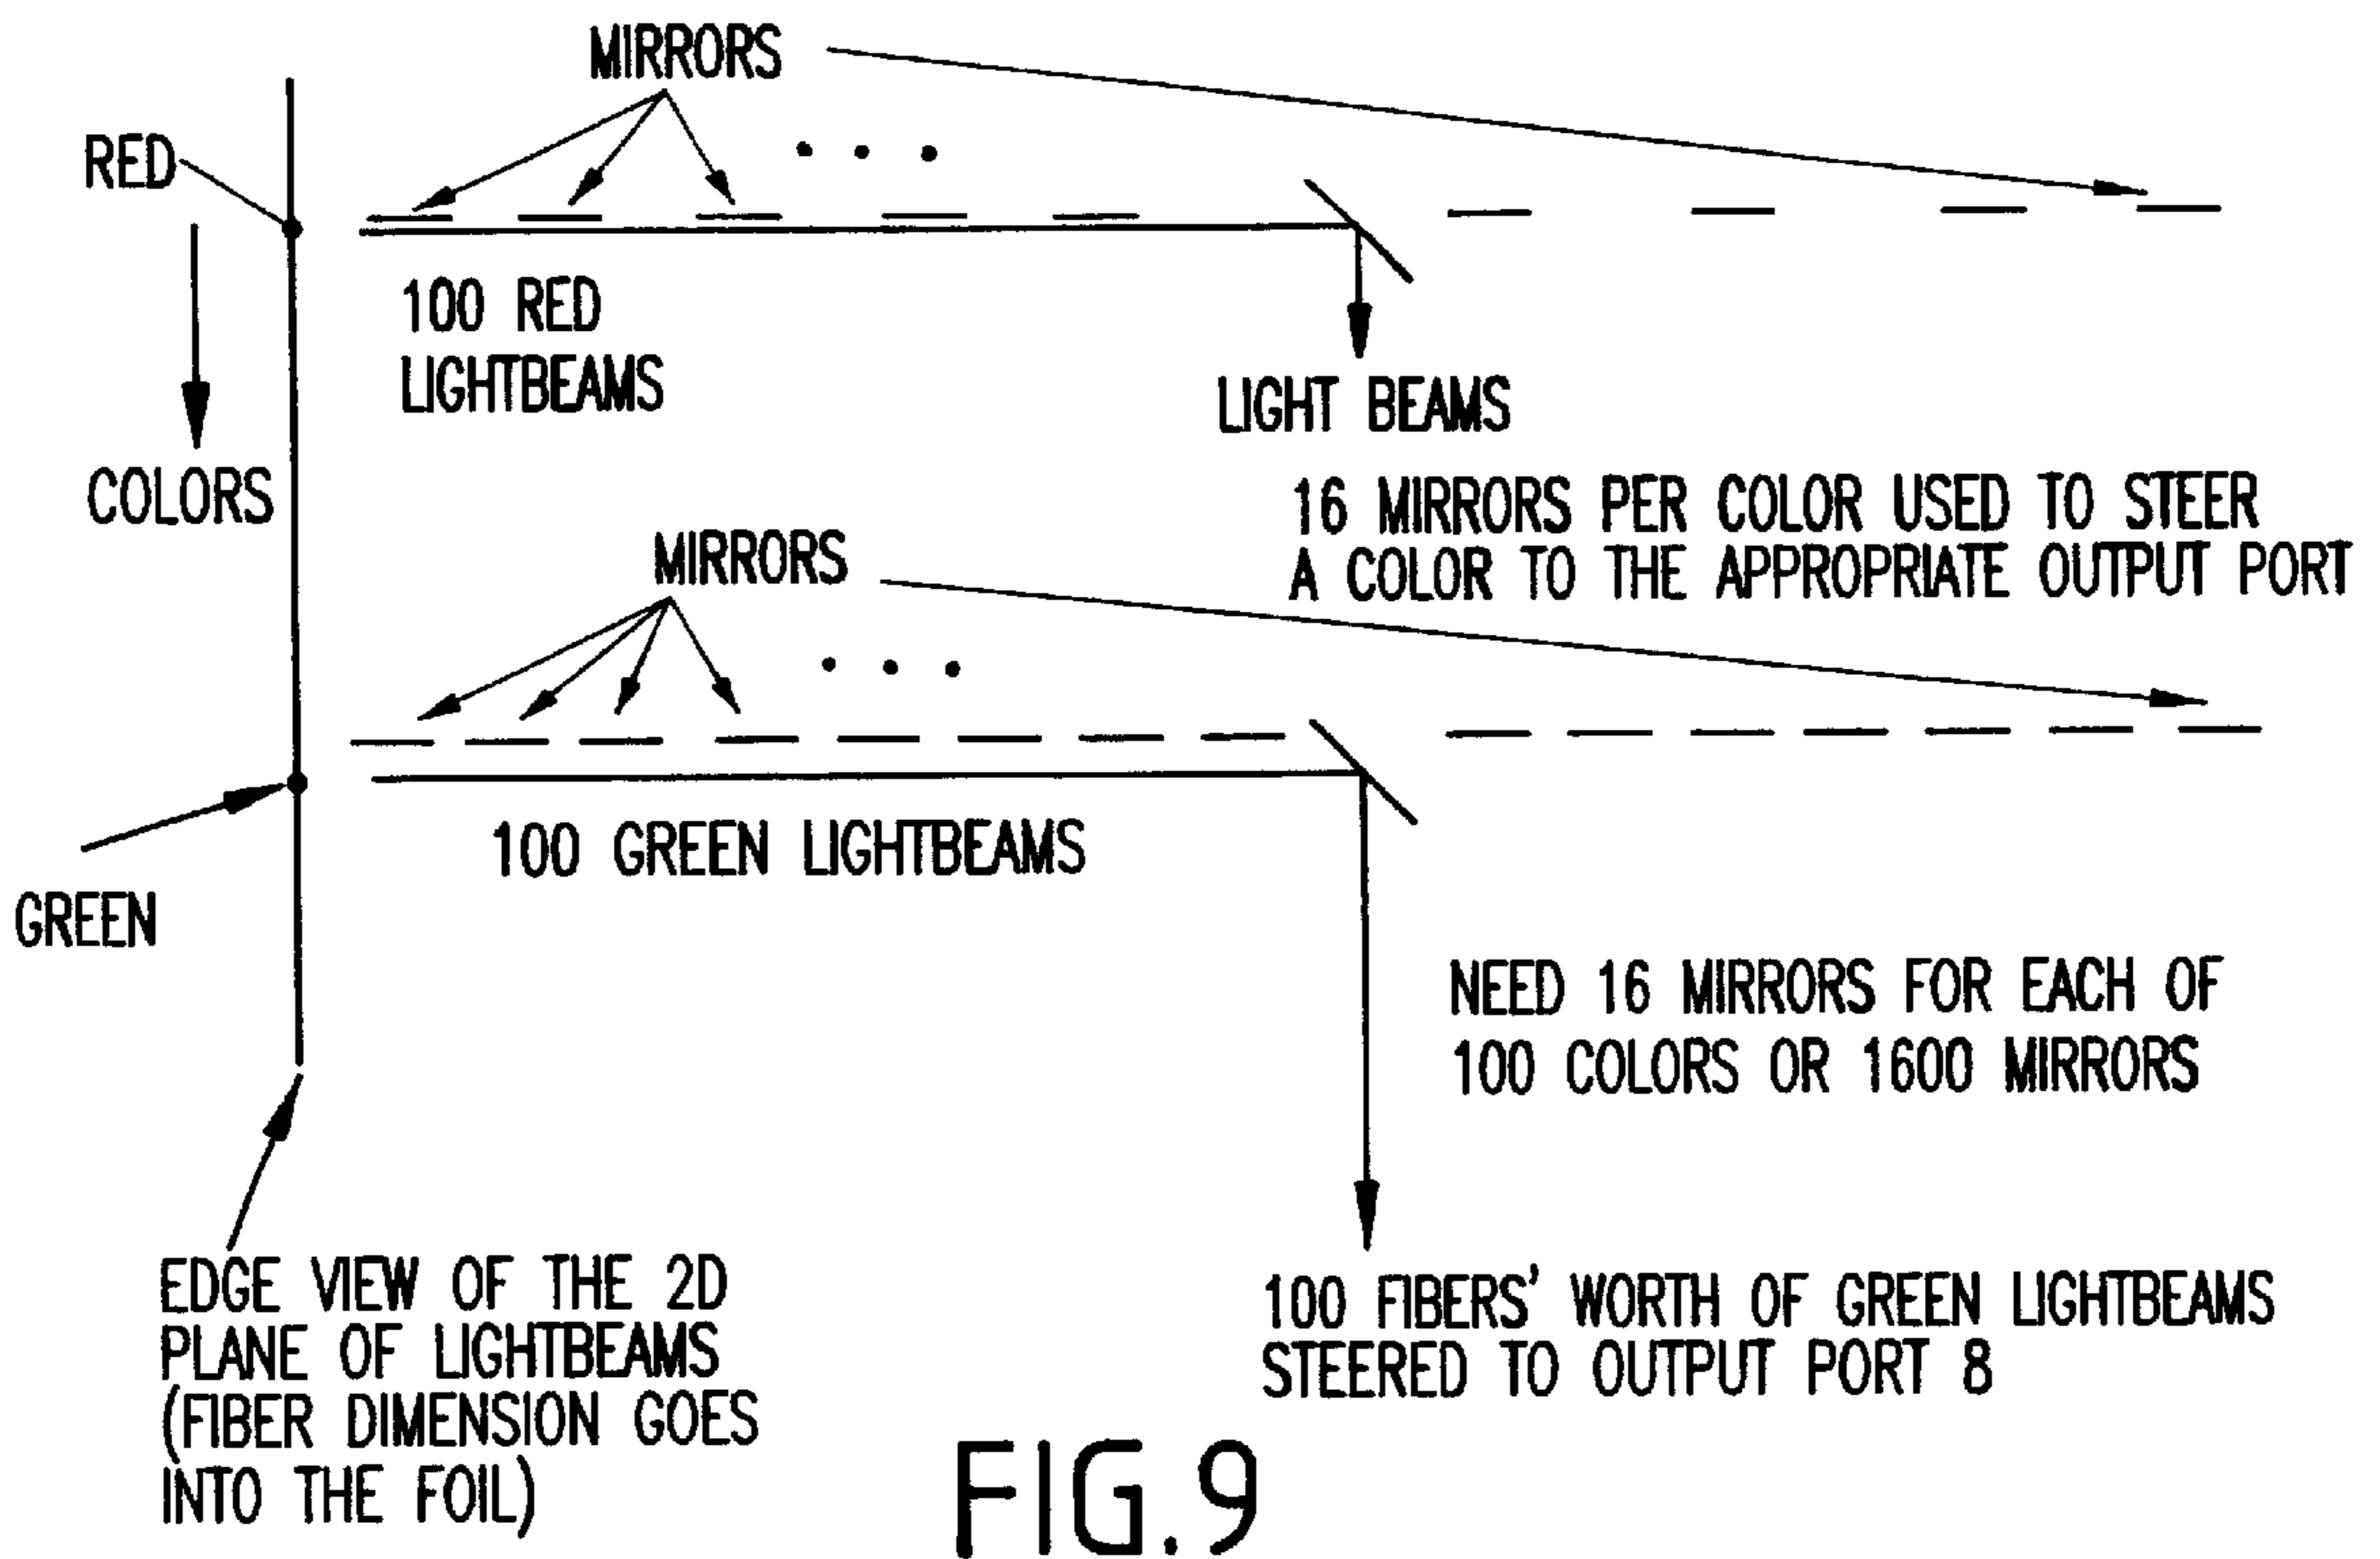 MIRRORS
RED
100 RED
LIGHTBEAMS
LIGHT BEAMS
COLORS
16 MIRRORS PER COLOR USED TO STEER
A COLOR TO THE APPROPRIATE OUTPUT PORT
MIRRORS
100 GREEN LIGHTBEAMS
GREEN
NEED 16 MIRRORS FOR EACH OF
100 COLORS OR 1600 MIRRORS
EDGE VIEW OF THE 2D
PLANE OF LIGHTBEAMS
(FIBER DIMENSION GOES
INTO THE FOIL)
100 FIBERS' WORTH OF GREEN LIGHTBEAMS
STEERED TO OUTPUT PORT 8
FIG.9